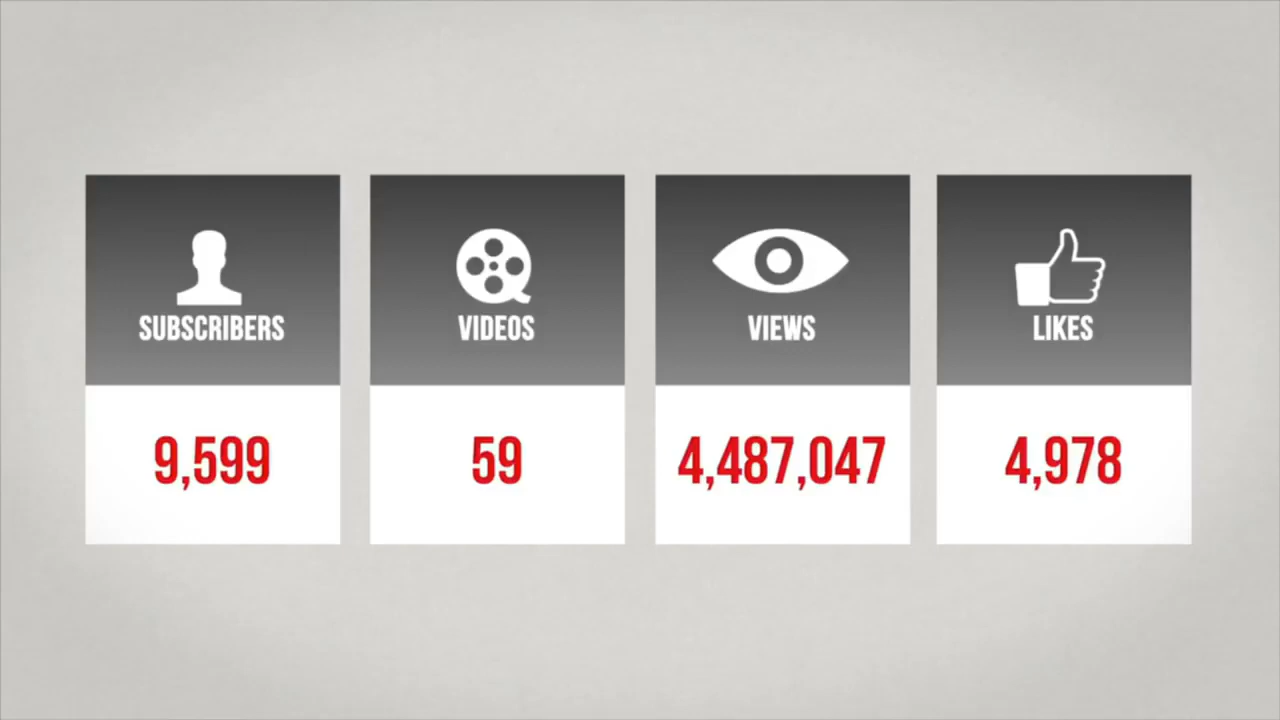 SUBSCRIBERS
9,599
VIDEOS
59
VIEWS
4,487,047
LIKES
4,978